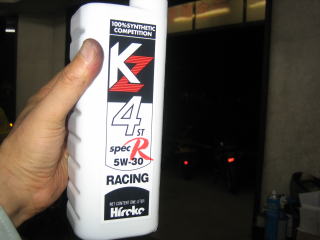 100% SYNTHETIC
COMPETITION
KZ
4ST
spec R
5W-30
RACING
NET CONTENT ONE LITER
Hiroko